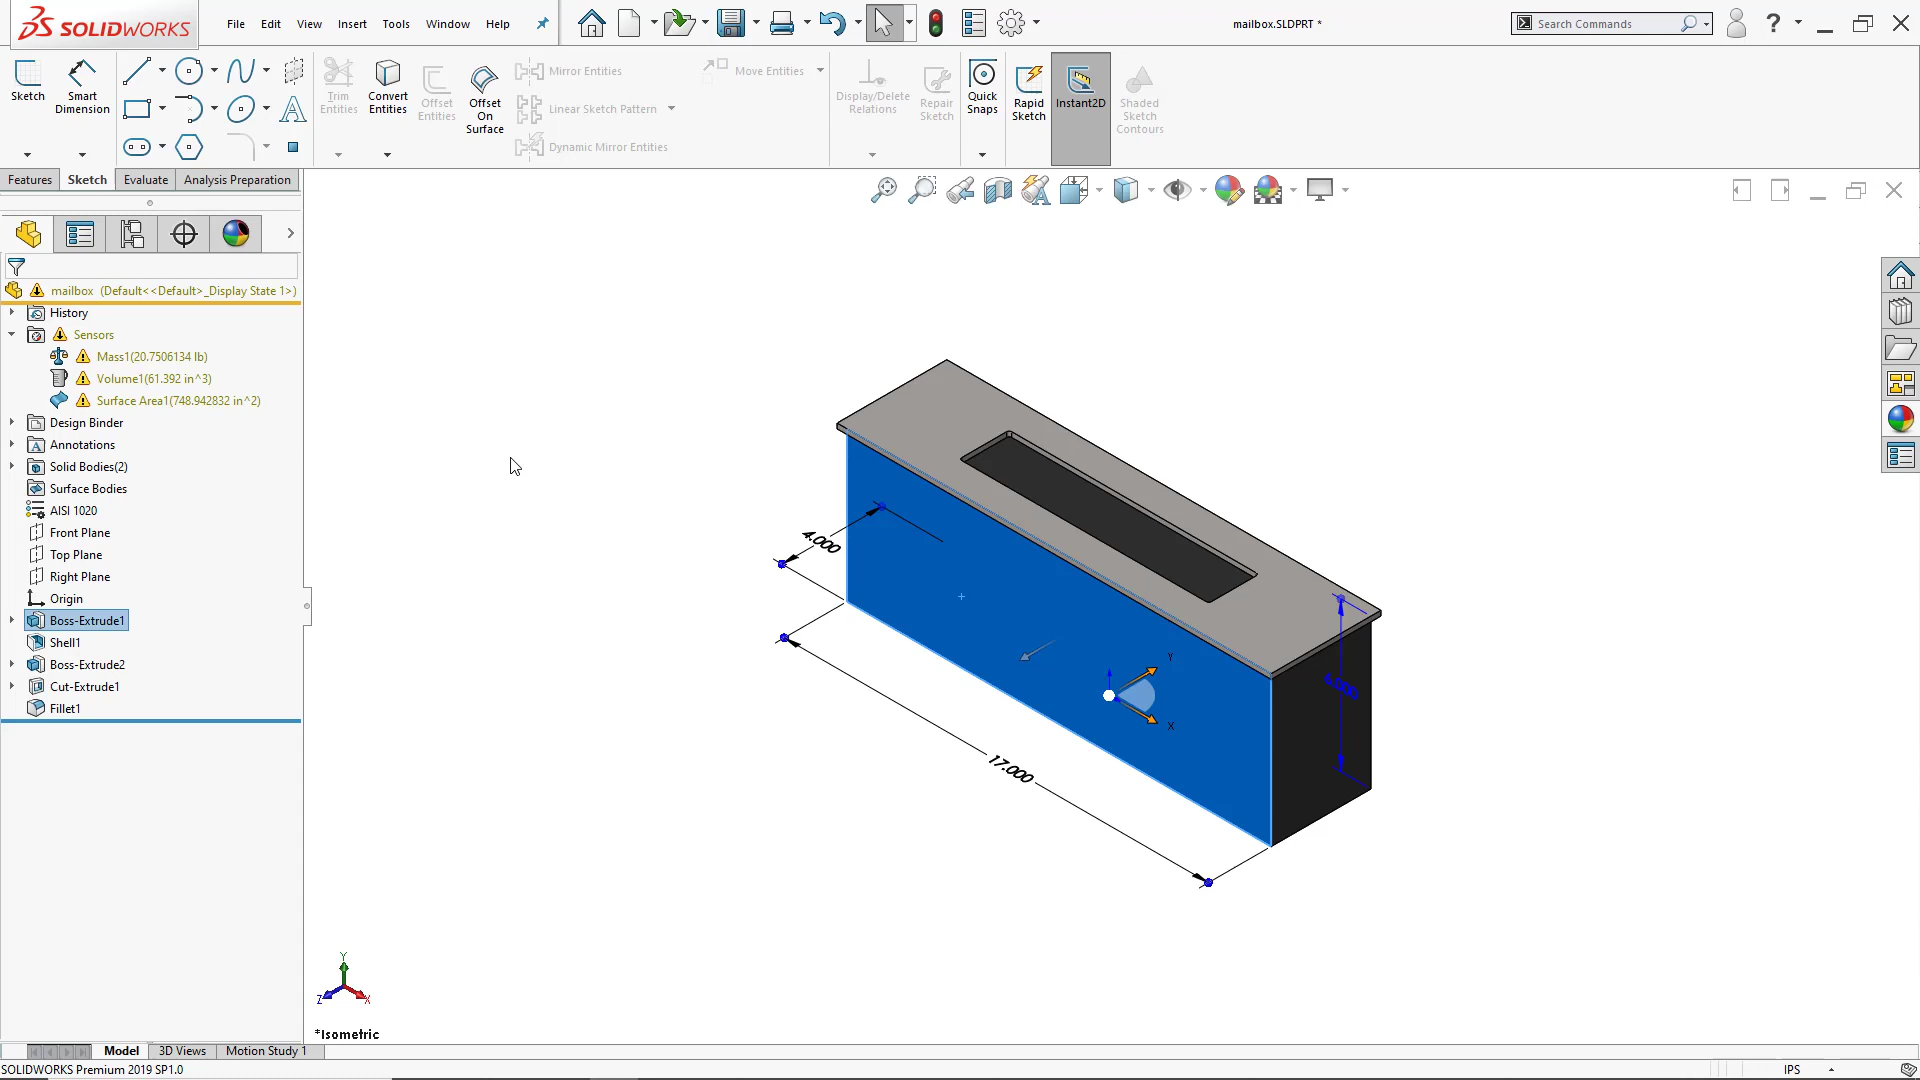 SOLIDWORKS
File Edit View Insert Tools Window Help
mailbox.SLDPRT *
Search Commands
?
Sketch
Smart Dimension
Trim Entities
Convert Entities
Offset Entities
Offset On Surface
Mirror Entities
Linear Sketch Pattern
Dynamic Mirror Entities
Move Entities
Display/Delete Relations
Repair Sketch
Quick Snaps
Rapid Sketch
Instant2D
Shaded Sketch Contours
Features Sketch Evaluate Analysis Preparation
mailbox (Default<<Default>_Display State 1>)
History
Sensors
Mass1(20.7506134 lb)
Volume1(61.392 in^3)
Surface Area1(748.942832 in^2)
Design Binder
Annotations
Solid Bodies(2)
Surface Bodies
AISI 1020
Front Plane
Top Plane
Right Plane
Origin
Boss-Extrude1
Shell1
Boss-Extrude2
Cut-Extrude1
Fillet1
4.000
6.000
17.000
Y
X
Y
Z
X
*Isometric
Model 3D Views Motion Study 1
SOLIDWORKS Premium 2019 SP1.0
IPS